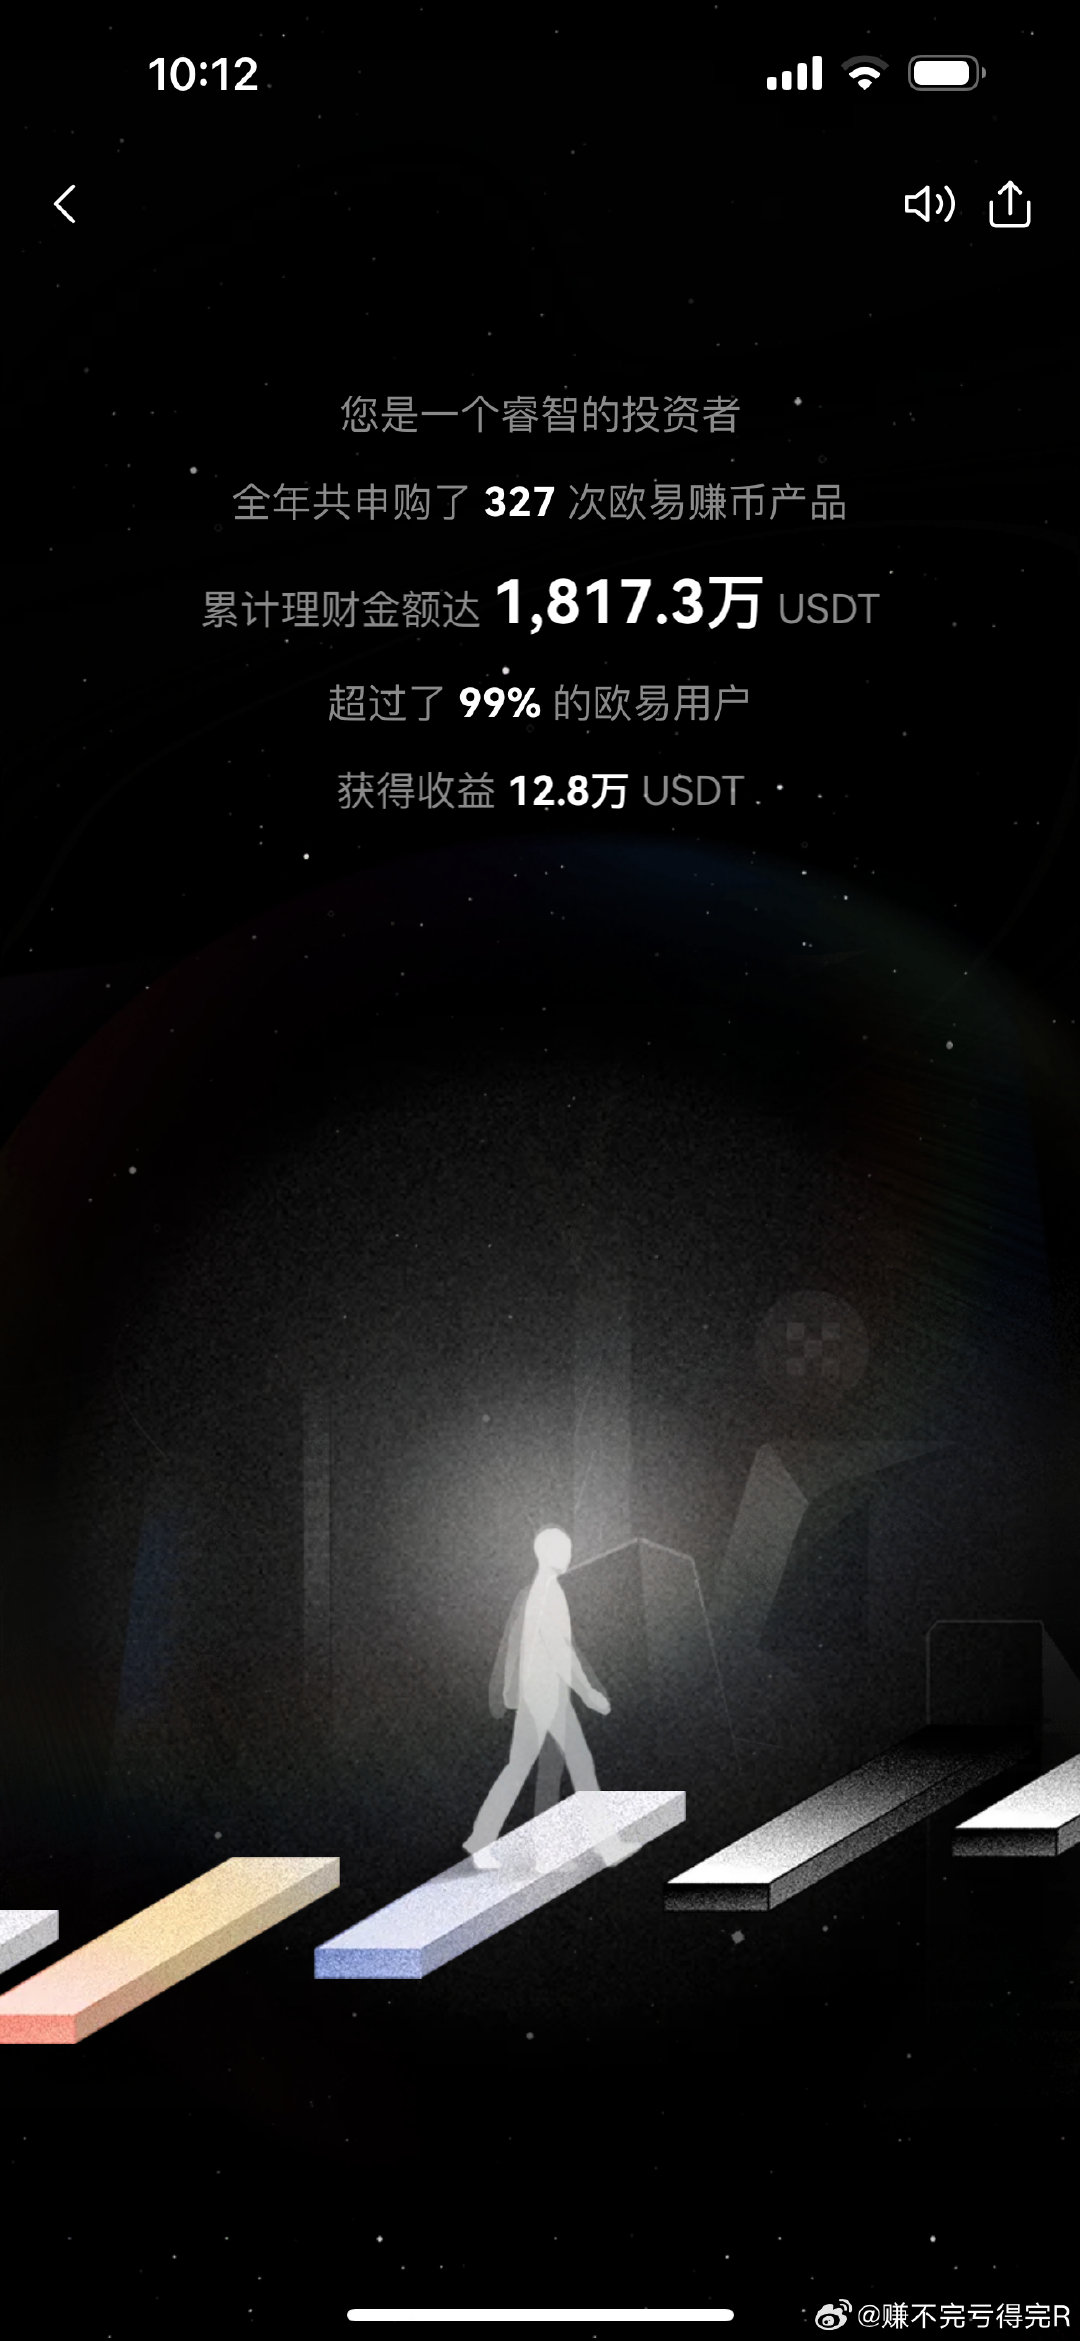 10:12
您是一个睿智的投资者
全年共申购了 327 次欧易赚币产品
累计理财金额达 1,817.3万 USDT
超过了 99% 的欧易用户
获得收益 12.8万 USDT
@赚不完亏得完R